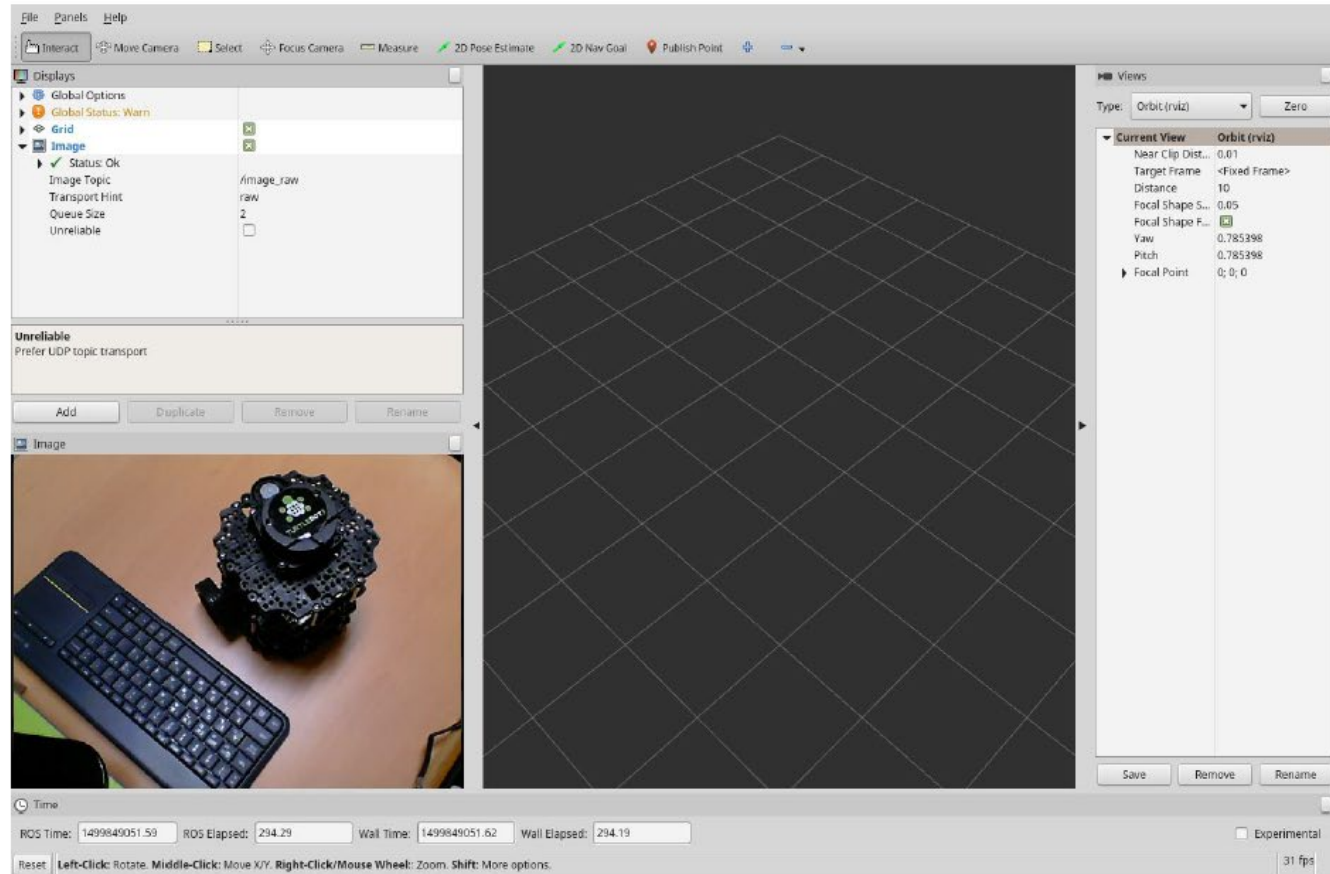 File Panels Help
Interact Move Camera Select Focus Camera Measure 2D Pose Estimate 2D Nav Goal Publish Point
Displays
Global Options
Global Status: Warn
Grid
Image
Status: Ok
Image Topic /image_raw
Transport Hint raw
Queue Size 2
Unreliable
Unreliable
Prefer UDP topic transport
Add Duplicate Remove Rename
Image
TURTLEBOT3
Views
Type: Orbit (rviz) Zero
Current View Orbit (rviz)
Near Clip Dist... 0.01
Target Frame <Fixed Frame>
Distance 10
Focal Shape S... 0.05
Focal Shape F...
Yaw 0.785398
Pitch 0.785398
Focal Point 0; 0; 0
Save Remove Rename
Time
ROS Time: 1499849051.59 ROS Elapsed: 294.29 Wall Time: 1499849051.62 Wall Elapsed: 294.19 Experimental
Reset Left-Click: Rotate. Middle-Click: Move X/Y. Right-Click/Mouse Wheel:: Zoom. Shift: More options. 31 fps